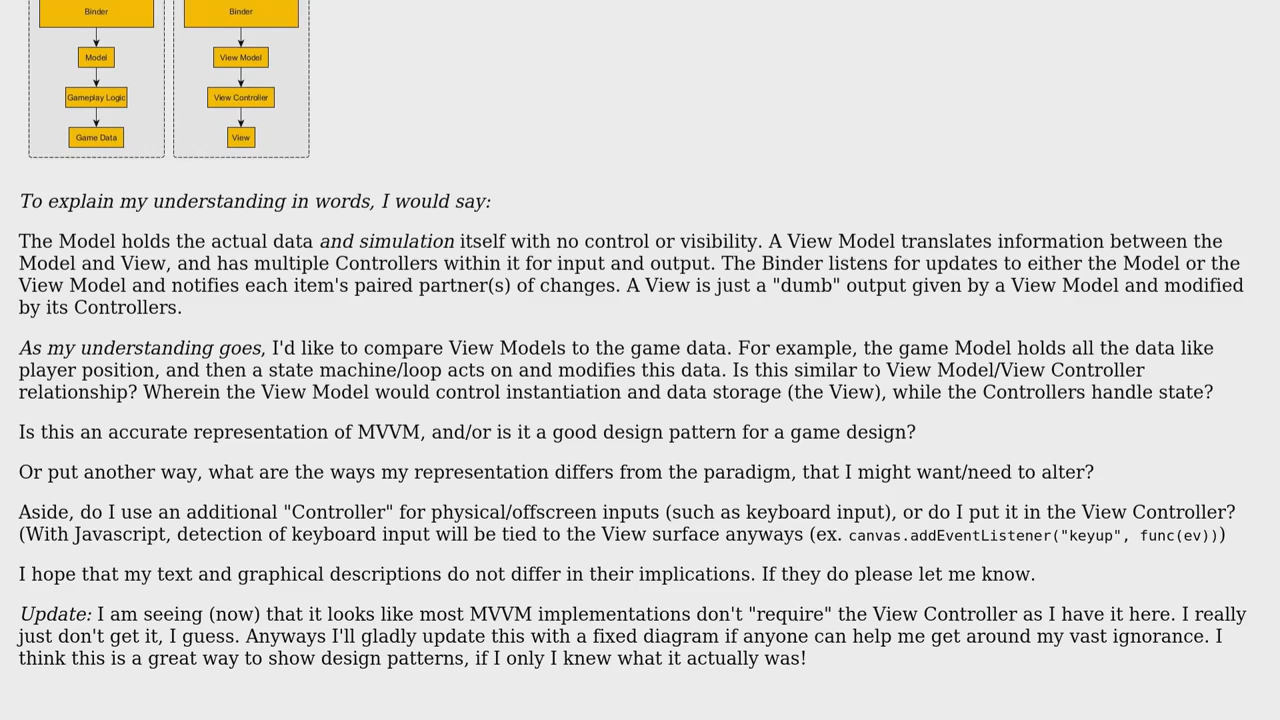 Binder
Binder
Model
View Model
Gameplay Logic
View Controller
Game Data
View
To explain my understanding in words, I would say:
The Model holds the actual data and simulation itself with no control or visibility. A View Model translates information between the
Model and View, and has multiple Controllers within it for input and output. The Binder listens for updates to either the Model or the
View Model and notifies each item's paired partner(s) of changes. A View is just a "dumb" output given by a View Model and modified
by its Controllers.
As my understanding goes, I'd like to compare View Models to the game data. For example, the game Model holds all the data like
player position, and then a state machine/loop acts on and modifies this data. Is this similar to View Model/View Controller
relationship? Wherein the View Model would control instantiation and data storage (the View), while the Controllers handle state?
Is this an accurate representation of MVVM, and/or is it a good design pattern for a game design?
Or put another way, what are the ways my representation differs from the paradigm, that I might want/need to alter?
Aside, do I use an additional "Controller" for physical/offscreen inputs (such as keyboard input), or do I put it in the View Controller?
(With Javascript, detection of keyboard input will be tied to the View surface anyways (ex. canvas.addEventListener("keyup", func(ev)))
I hope that my text and graphical descriptions do not differ in their implications. If they do please let me know.
Update: I am seeing (now) that it looks like most MVVM implementations don't "require" the View Controller as I have it here. I really
just don't get it, I guess. Anyways I'll gladly update this with a fixed diagram if anyone can help me get around my vast ignorance. I
think this is a great way to show design patterns, if I only I knew what it actually was!